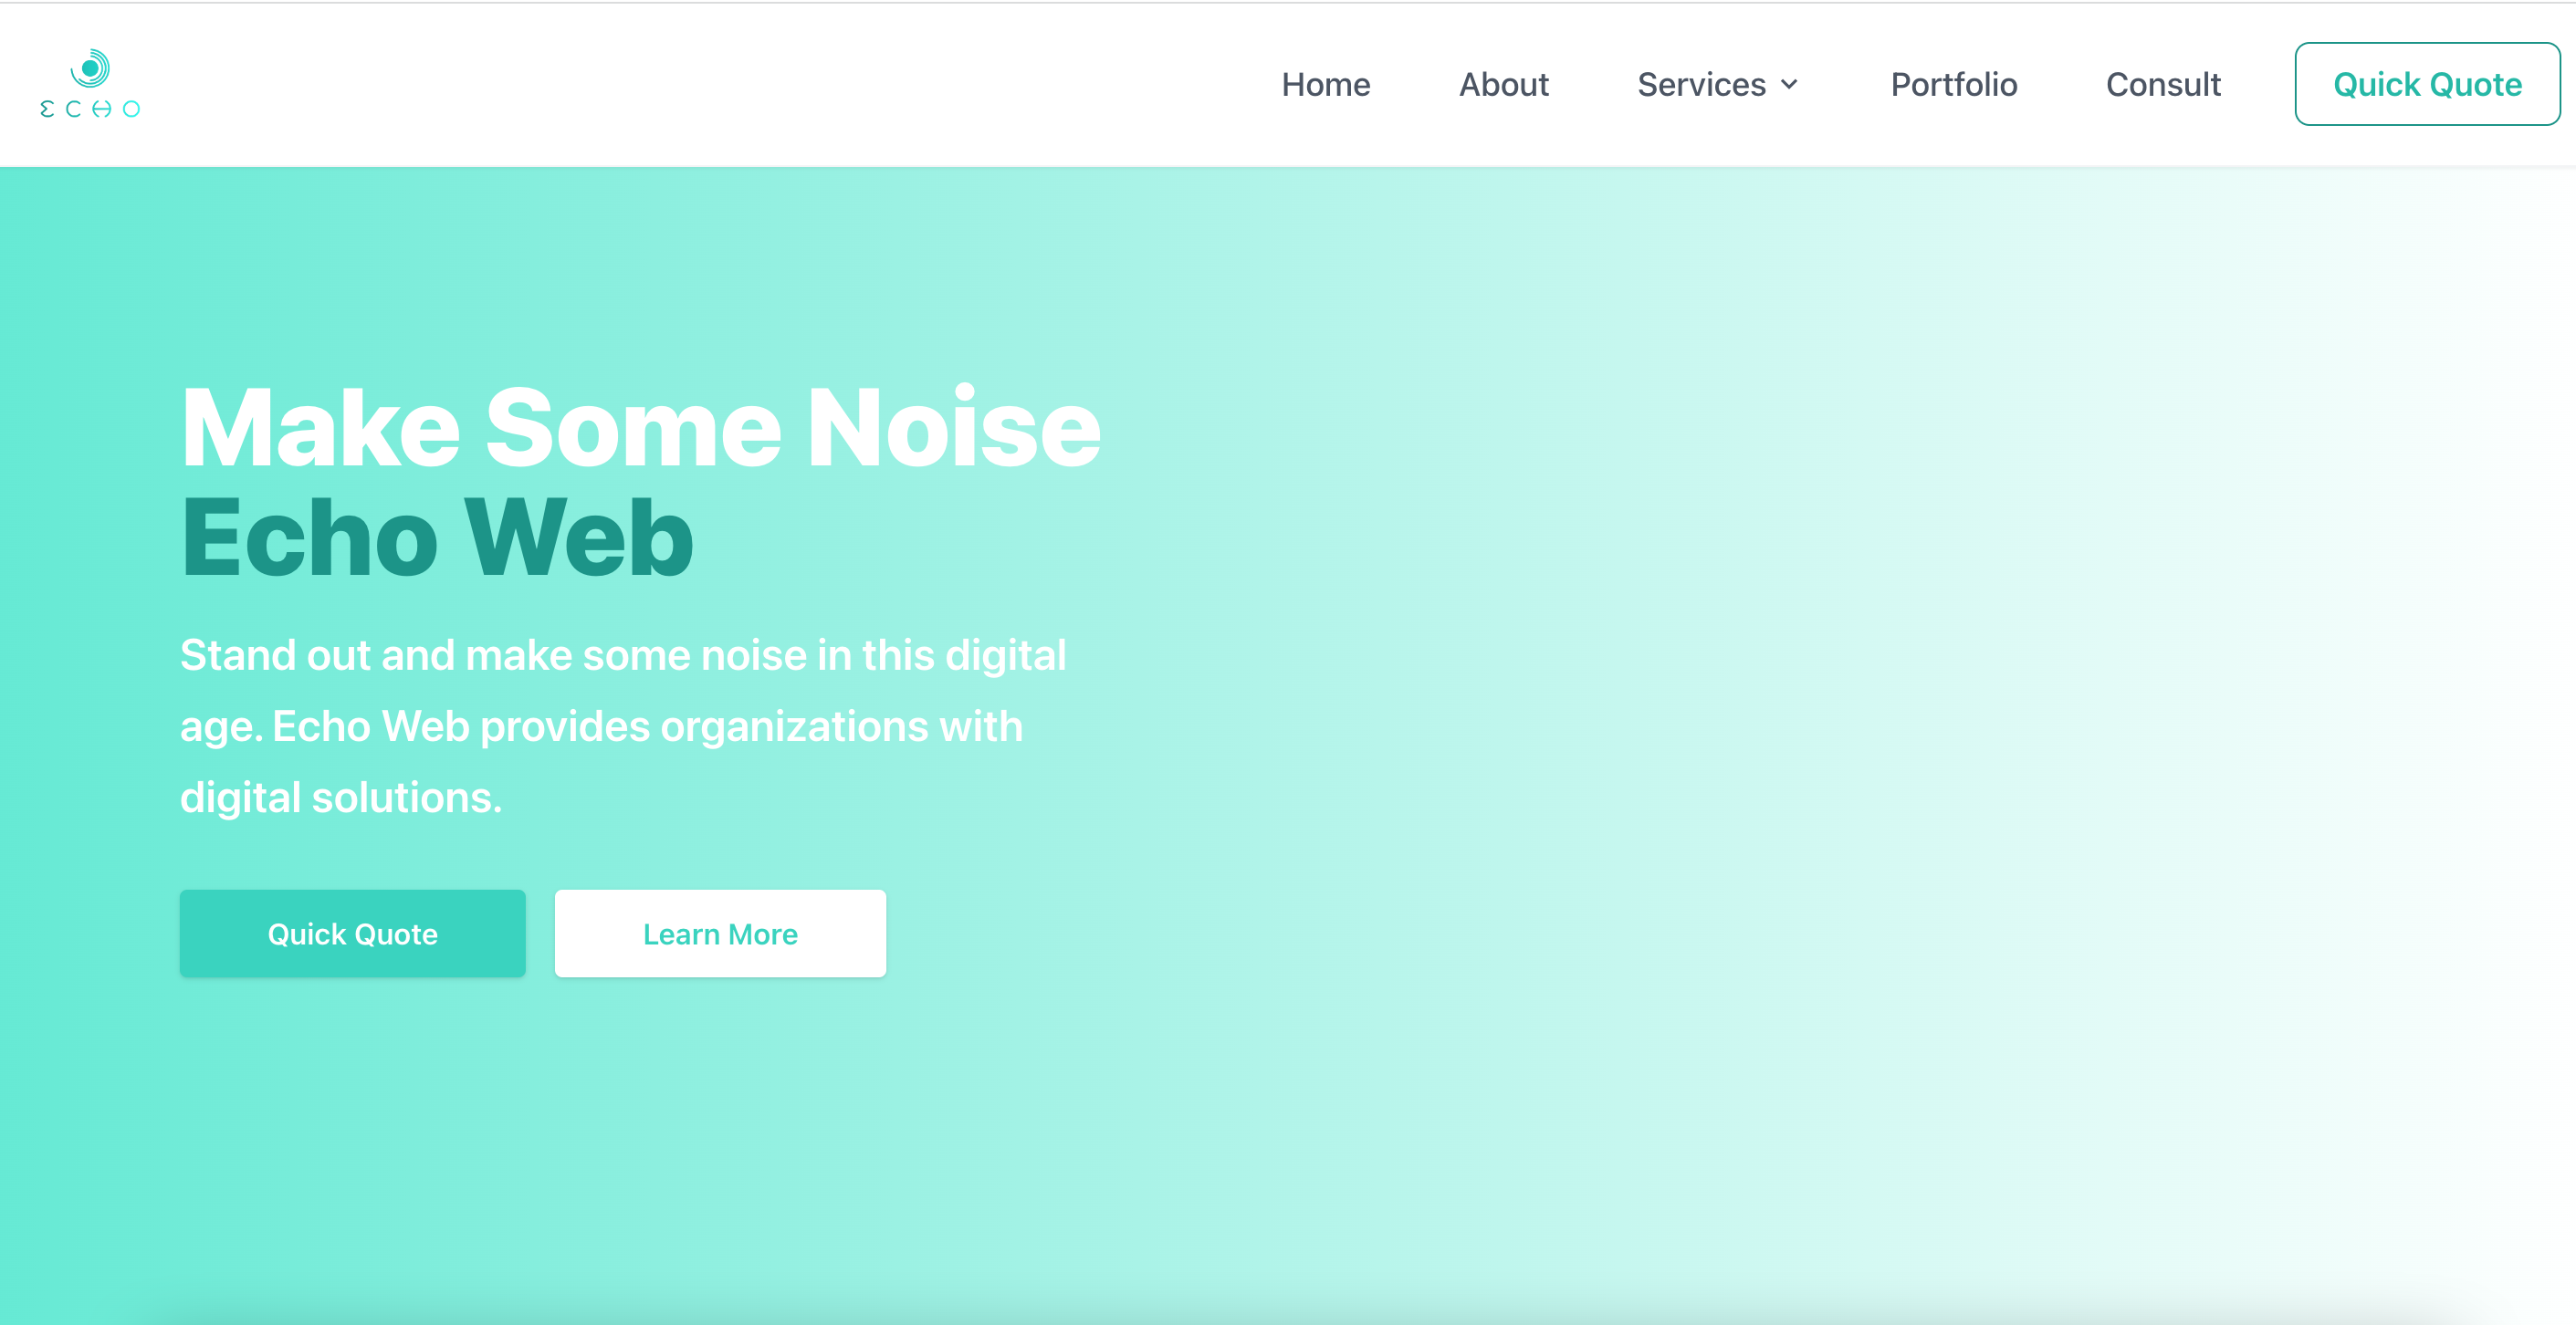 ECHO
Home About Services Portfolio Consult Quick Quote
Make Some Noise
Echo Web
Stand out and make some noise in this digital
age. Echo Web provides organizations with
digital solutions.
Quick Quote Learn More